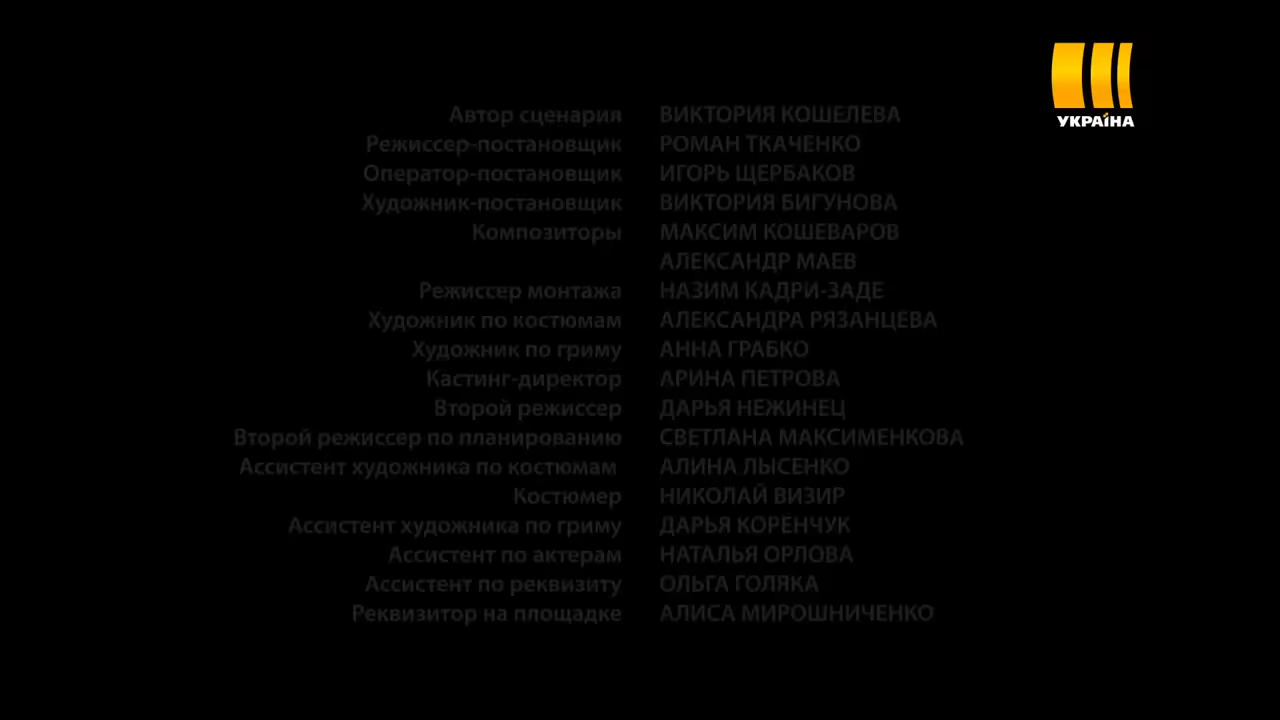 УКРАЇНА
Автор сценария ВИКТОРИЯ КОШЕЛЕВА
Режиссер-постановщик РОМАН ТКАЧЕНКО
Оператор-постановщик ИГОРЬ ЩЕРБАКОВ
Художник-постановщик ВИКТОРИЯ БИГУНОВА
Композиторы МАКСИМ КОШЕВАРОВ
АЛЕКСАНДР МАЕВ
Режиссер монтажа НАЗИМ КАДРИ-ЗАДЕ
Художник по костюмам АЛЕКСАНДРА РЯЗАНЦЕВА
Художник по гриму АННА ГРАБКО
Кастинг-директор АРИНА ПЕТРОВА
Второй режиссер ДАРЬЯ НЕЖИНЕЦ
Второй режиссер по планированию СВЕТЛАНА МАКСИМЕНКОВА
Ассистент художника по костюмам АЛИНА ЛЫСЕНКО
Костюмер НИКОЛАЙ ВИЗИР
Ассистент художника по гриму ДАРЬЯ КОРЕНЧУК
Ассистент по актерам НАТАЛЬЯ ОРЛОВА
Ассистент по реквизиту ОЛЬГА ГОЛЯКА
Реквизитор на площадке АЛИСА МИРОШНИЧЕНКО